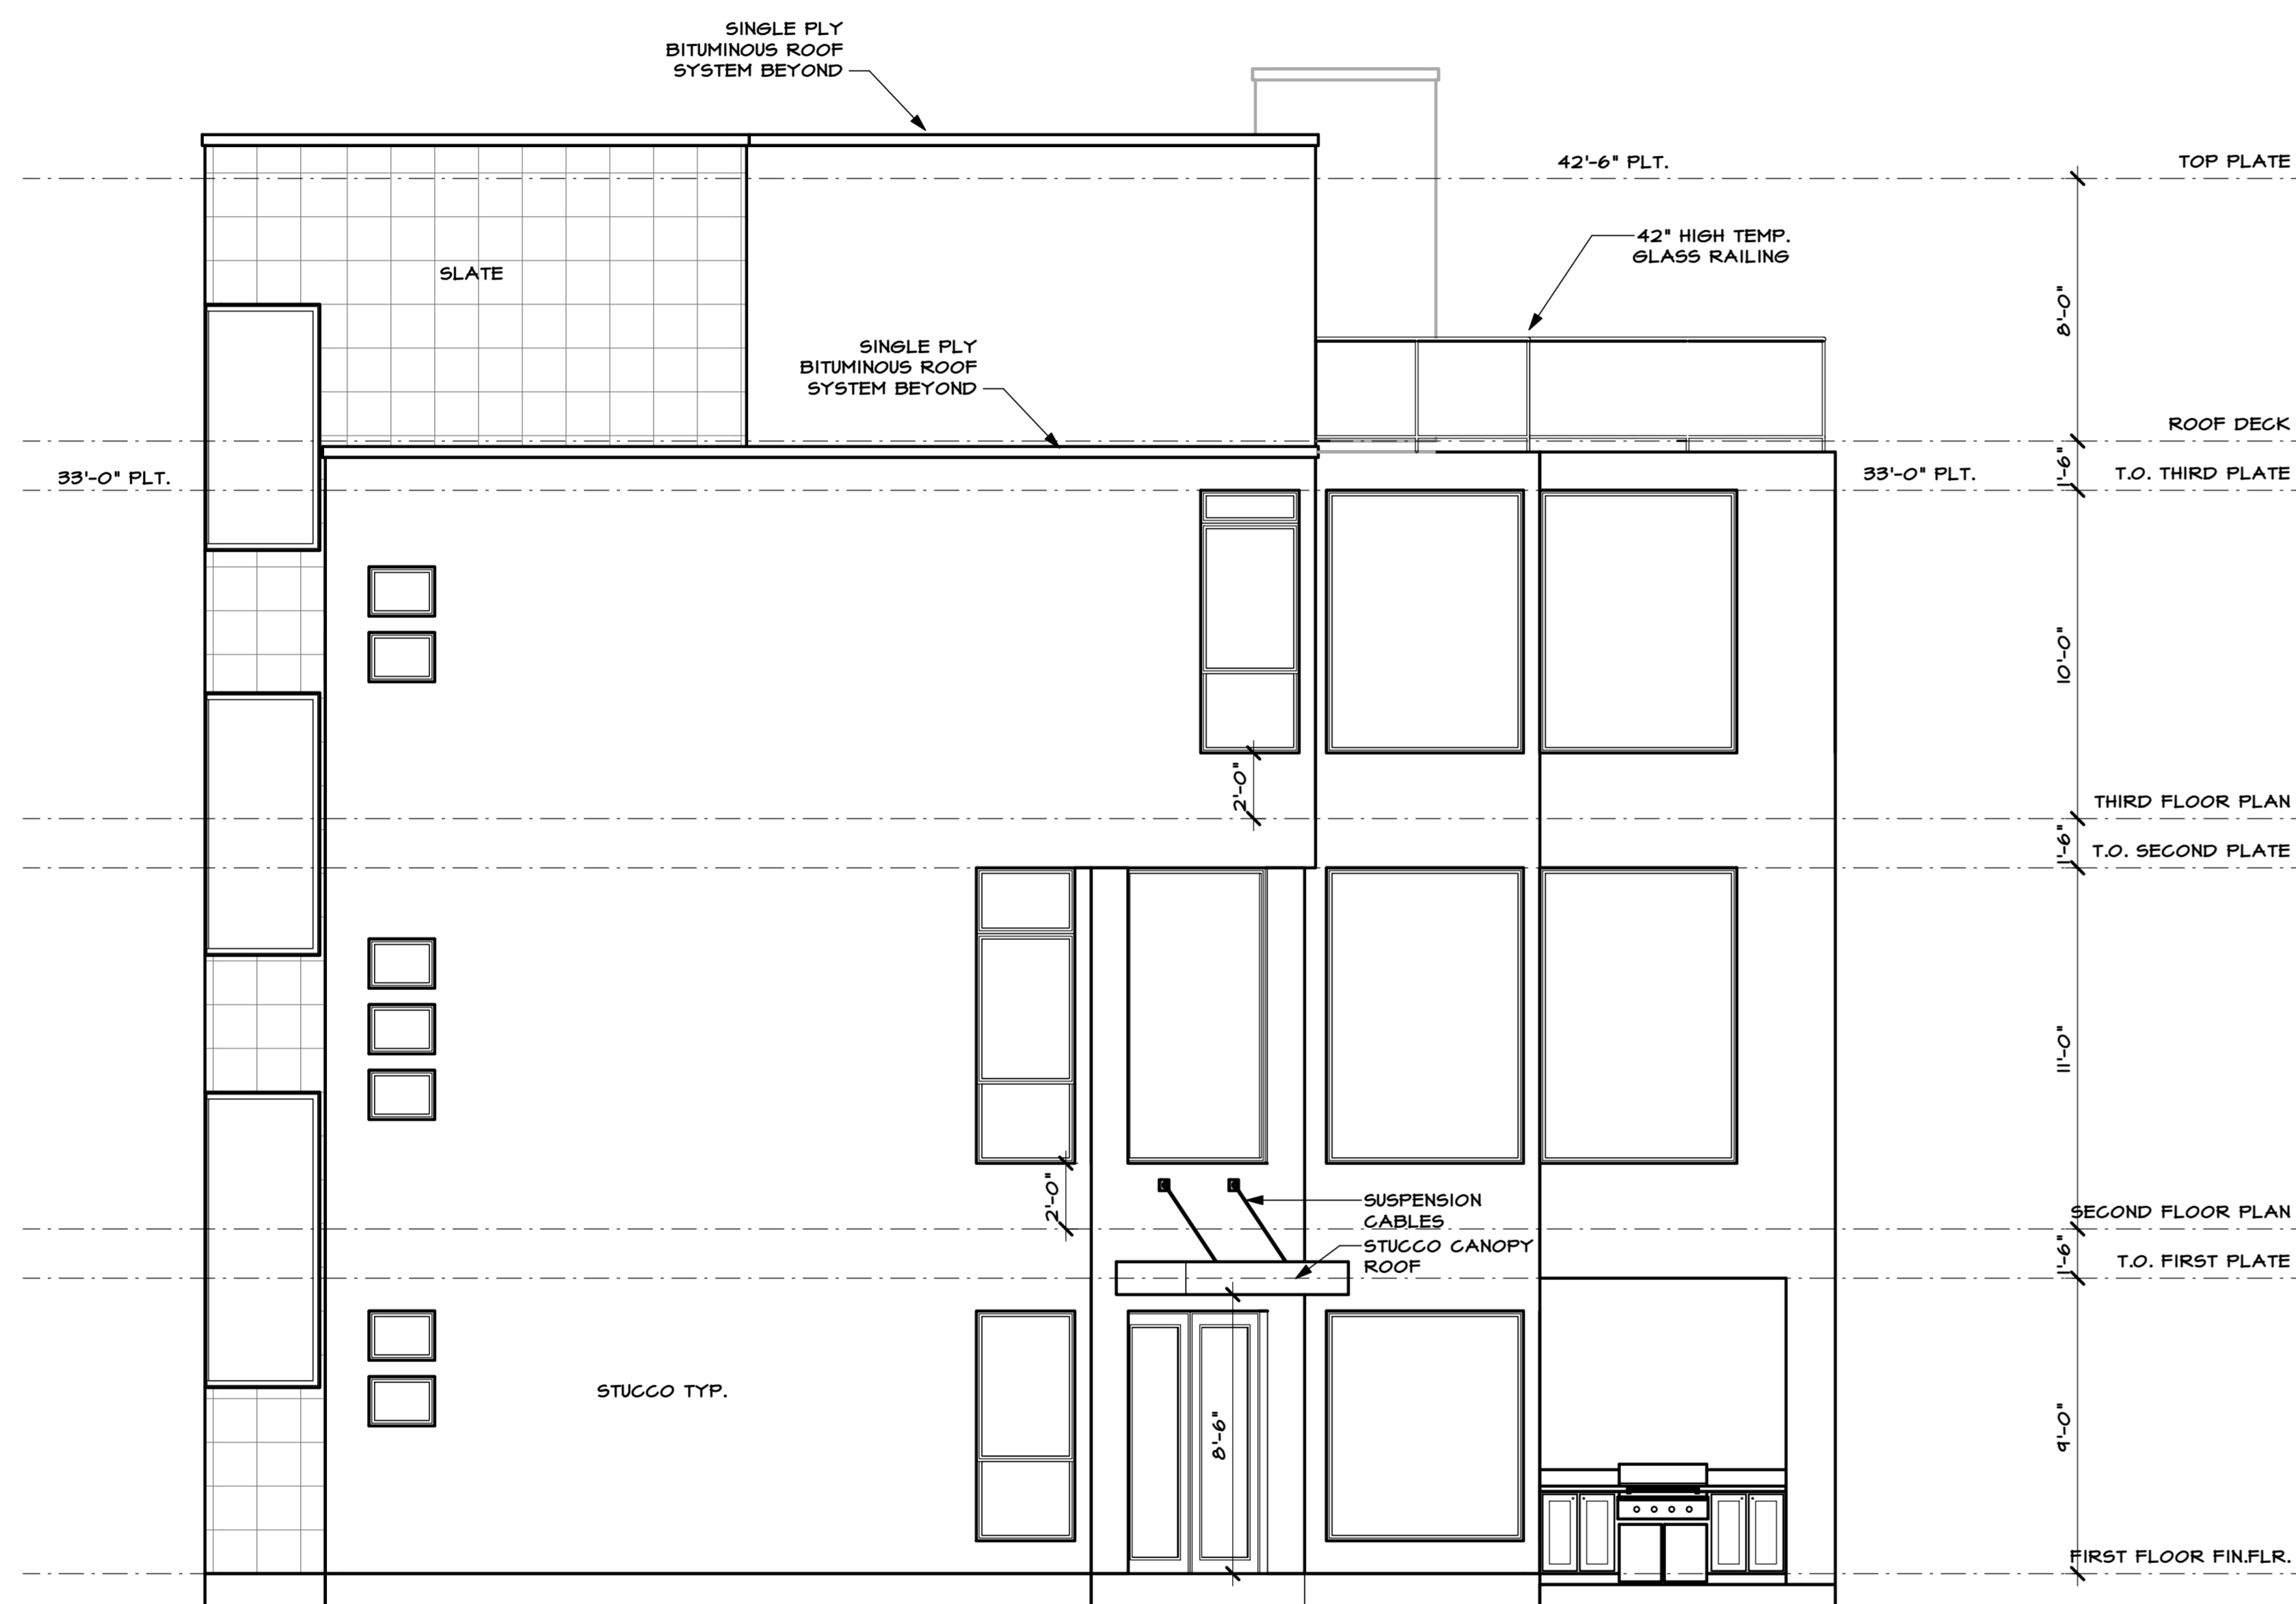 SINGLE PLY
BITUMINOUS ROOF
SYSTEM BEYOND
42'-6" PLT.
TOP PLATE
42" HIGH TEMP.
GLASS RAILING
SLATE
8'-0"
SINGLE PLY
BITUMINOUS ROOF
SYSTEM BEYOND
ROOF DECK
33'-0" PLT.
33'-0" PLT.
1'-6"
T.O. THIRD PLATE
10'-0"
2'-0"
THIRD FLOOR PLAN
1'-6"
T.O. SECOND PLATE
11'-0"
2'-0"
SUSPENSION
CABLES
SECOND FLOOR PLAN
STUCCO CANOPY
ROOF
1'-6"
T.O. FIRST PLATE
STUCCO TYP.
8'-6"
9'-0"
FIRST FLOOR FIN.FLR.